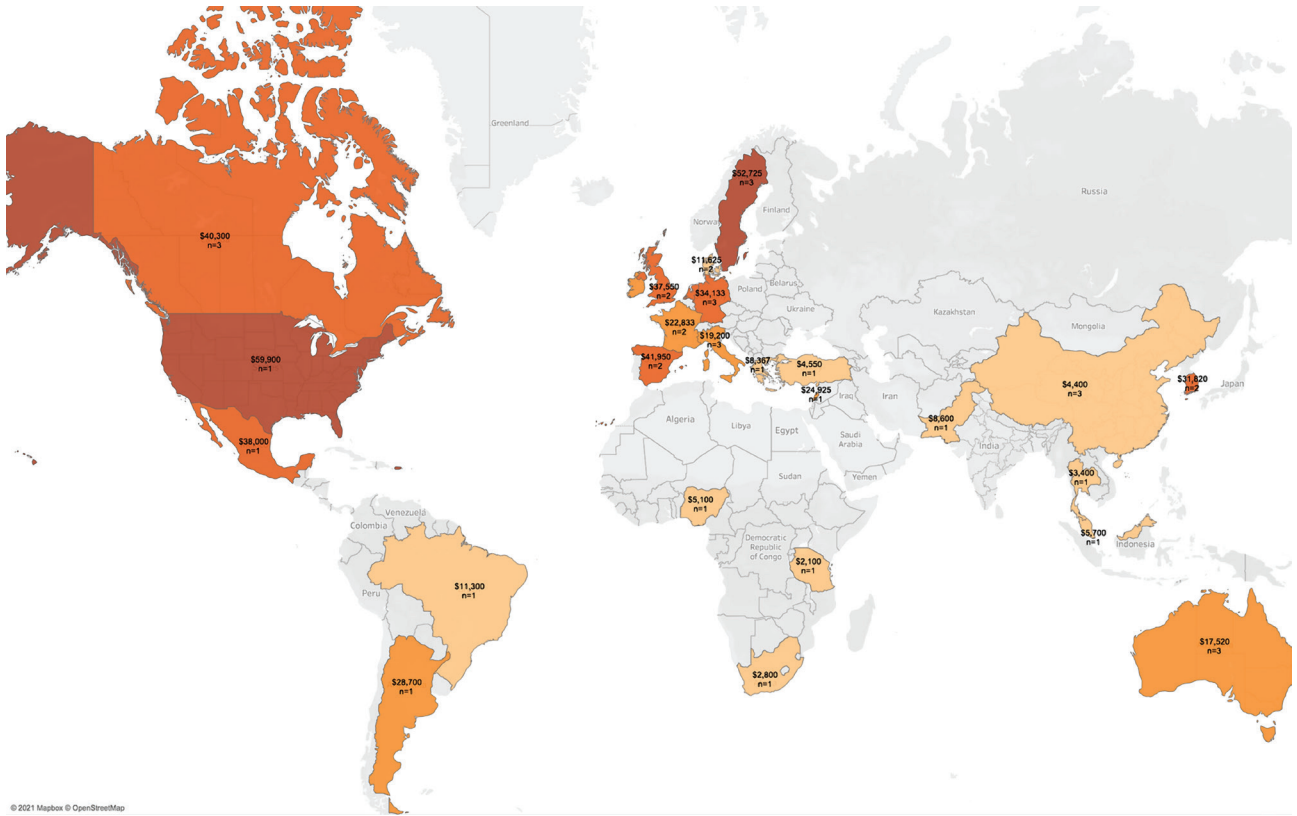 Greenland
$52,725
n=3
Russia
Norway
Finland
$40,300
n=3
$11,625
n=2
$37,550
n=2
$34,133
n=3
Poland
Belarus
Ukraine
Kazakhstan
Mongolia
$22,833
n=2
$19,200
n=3
$59,900
n=1
$41,950
n=2
$8,367
n=1
$4,550
n=1
$4,400
n=3
$31,820
n=2
Japan
$24,925
n=1
Iraq
Iran
$38,000
n=1
Algeria
Libya
Egypt
Saudi
Arabia
$8,600
n=1
India
Sudan
Yemen
$3,400
n=1
$5,100
n=1
Venezuela
Colombia
$5,700
n=1
Indonesia
Democratic
Republic
of Congo
$2,100
n=1
$11,300
n=1
Peru
$17,520
n=3
$2,800
n=1
$28,700
n=1
© 2021 Mapbox © OpenStreetMap